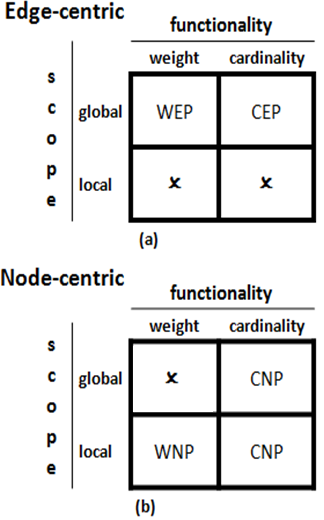 Edge-centric
functionality
weight cardinality
s
c
o
p
e
global WEP CEP
local x x
(a)
Node-centric
functionality
weight cardinality
s
c
o
p
e
global x CNP
local WNP CNP
(b)